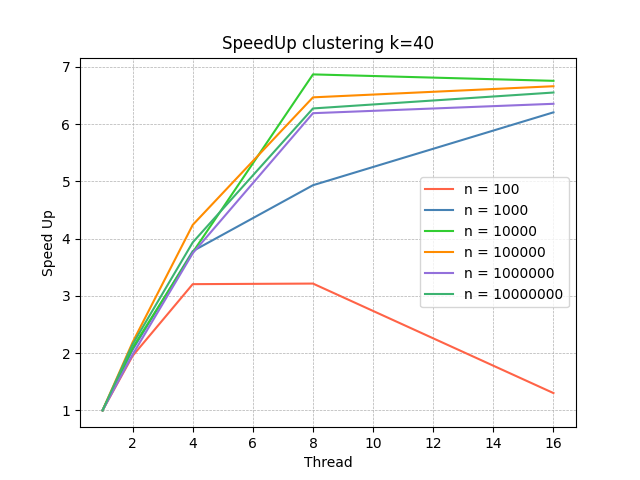 SpeedUp clustering k=40
Speed Up
7
6
5
4
3
2
1
n = 100
n = 1000
n = 10000
n = 100000
n = 1000000
n = 10000000
2 4 6 8 10 12 14 16
Thread